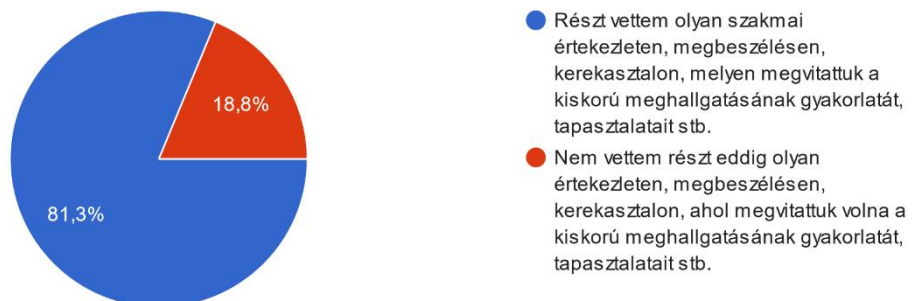 18,8%
81,3%
Részt vettem olyan szakmai
értekezleten, megbeszélésen,
kerekasztalon, melyen megvitattuk a
kiskorú meghallgatásának gyakorlatát,
tapasztalatait stb.
Nem vettem részt eddig olyan
értekezleten, megbeszélésen,
kerekasztalon, ahol megvitattuk volna a
kiskorú meghallgatásának gyakorlatát,
tapasztalatait stb.